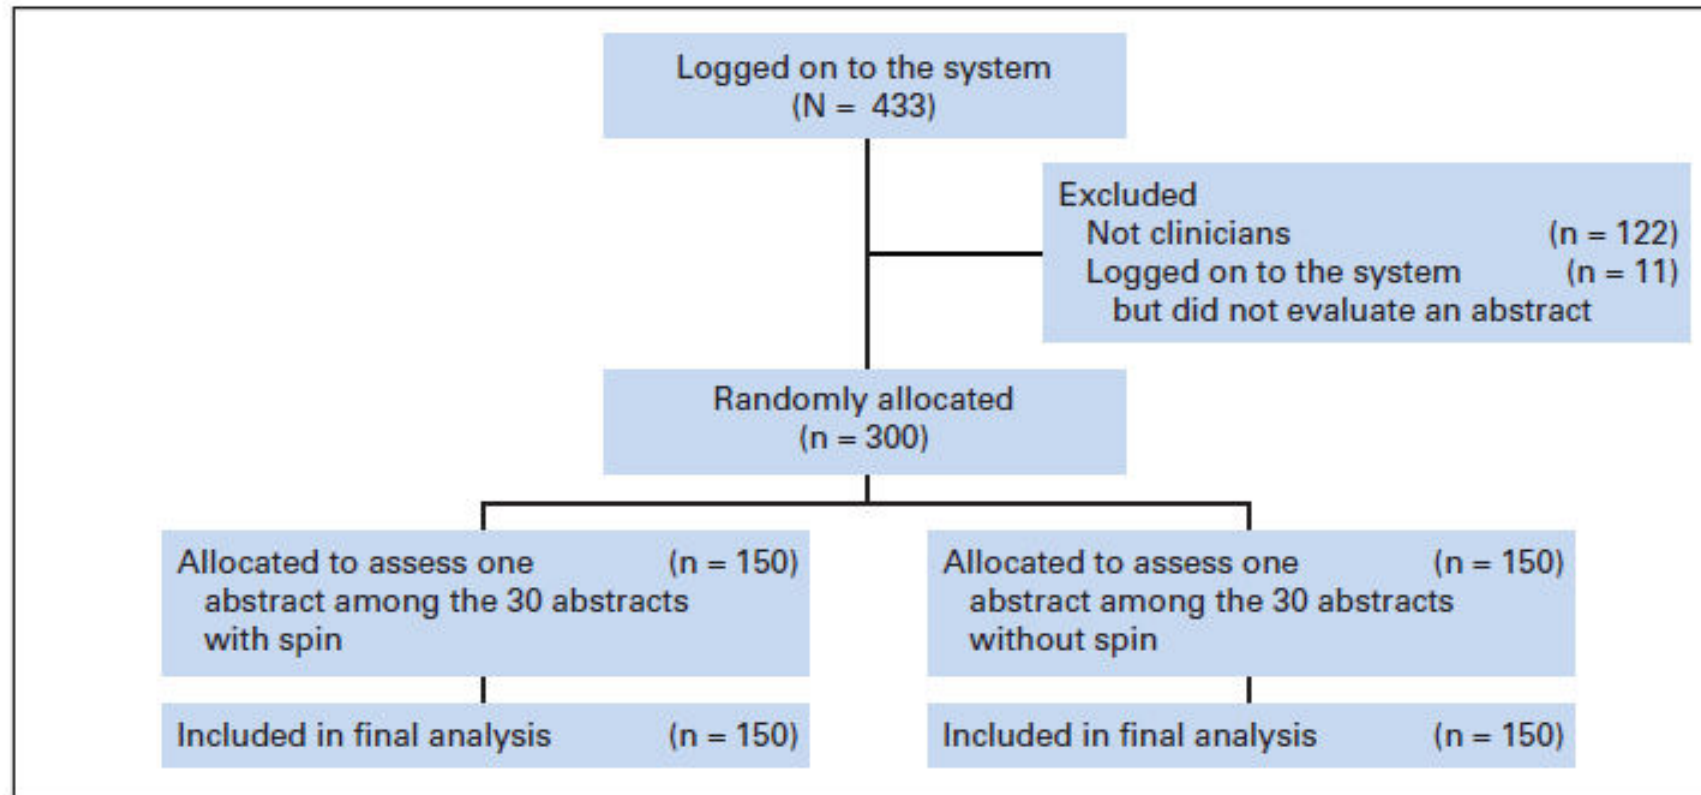 Logged on to the system
(N = 433)
Excluded
Not clinicians (n = 122)
Logged on to the system (n = 11)
but did not evaluate an abstract
Randomly allocated
(n = 300)
Allocated to assess one (n = 150)
abstract among the 30 abstracts
with spin
Allocated to assess one (n = 150)
abstract among the 30 abstracts
without spin
Included in final analysis (n = 150)
Included in final analysis (n = 150)